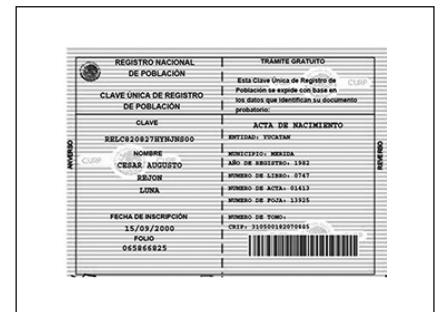 REGISTRO NACIONAL
DE POBLACIÓN
CLAVE ÚNICA DE REGISTRO
DE POBLACIÓN
CLAVE
RELC820827HYNJNS00
NOMBRE
CESAR AUGUSTO
REJON
LUNA
FECHA DE INSCRIPCIÓN
15/09/2000
FOLIO
065866825
ANVERSO
TRAMITE GRATUITO
Esta Clave Única de Registro de
Población se expide con base en
los datos que identifican su documento
probatorio:
ACTA DE NACIMIENTO
ENTIDAD: YUCATAN
MUNICIPIO: MERIDA
AÑO DE REGISTRO: 1982
NUMERO DE LIBRO: 0747
NUMERO DE ACTA: 01413
NUMERO DE FOJA: 13925
NUMERO DE TOMO:
CRIP:
REVERSO
CURP
CURP